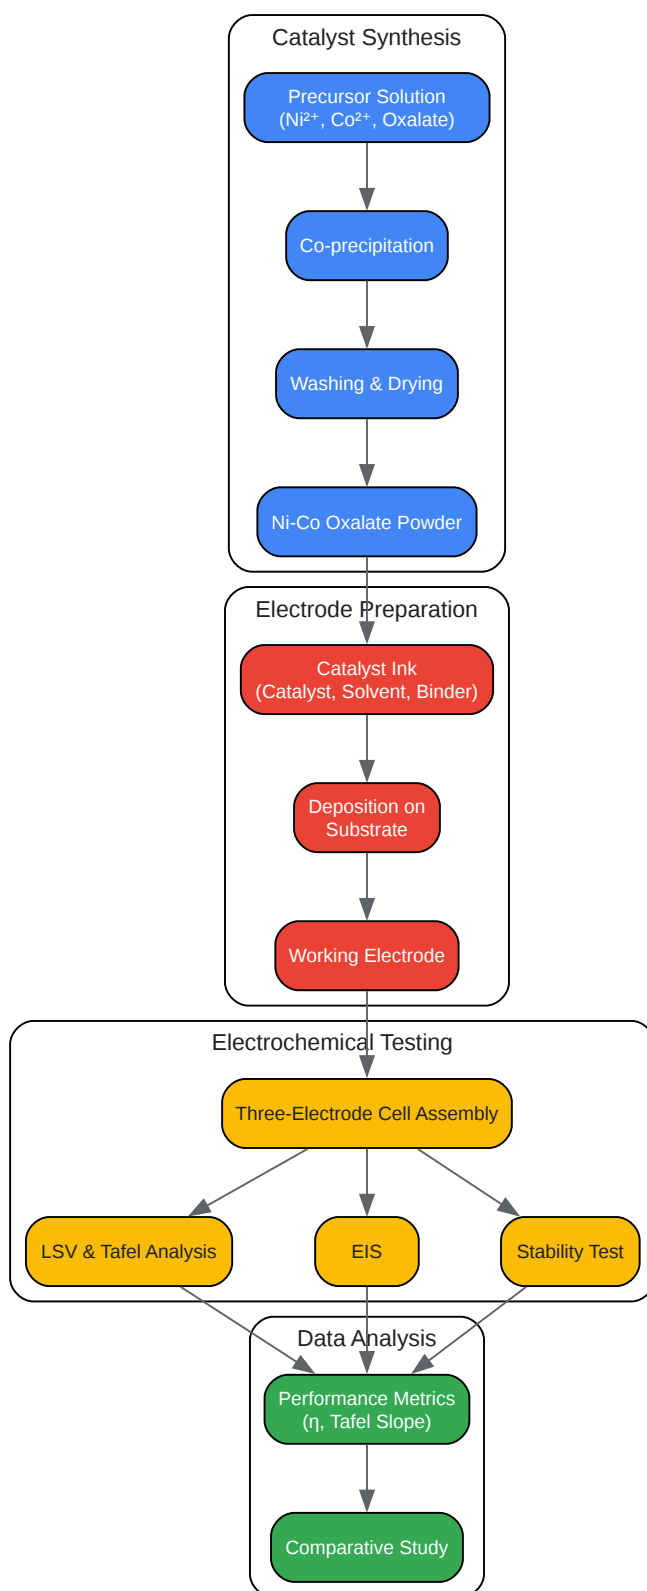 Catalyst Synthesis
Precursor Solution
(Ni²⁺, Co²⁺, Oxalate)
Co-precipitation
Washing & Drying
Ni-Co Oxalate Powder
Electrode Preparation
Catalyst Ink
(Catalyst, Solvent, Binder)
Deposition on
Substrate
Working Electrode
Electrochemical Testing
Three-Electrode Cell Assembly
LSV & Tafel Analysis
EIS
Stability Test
Data Analysis
Performance Metrics
(η, Tafel Slope)
Comparative Study